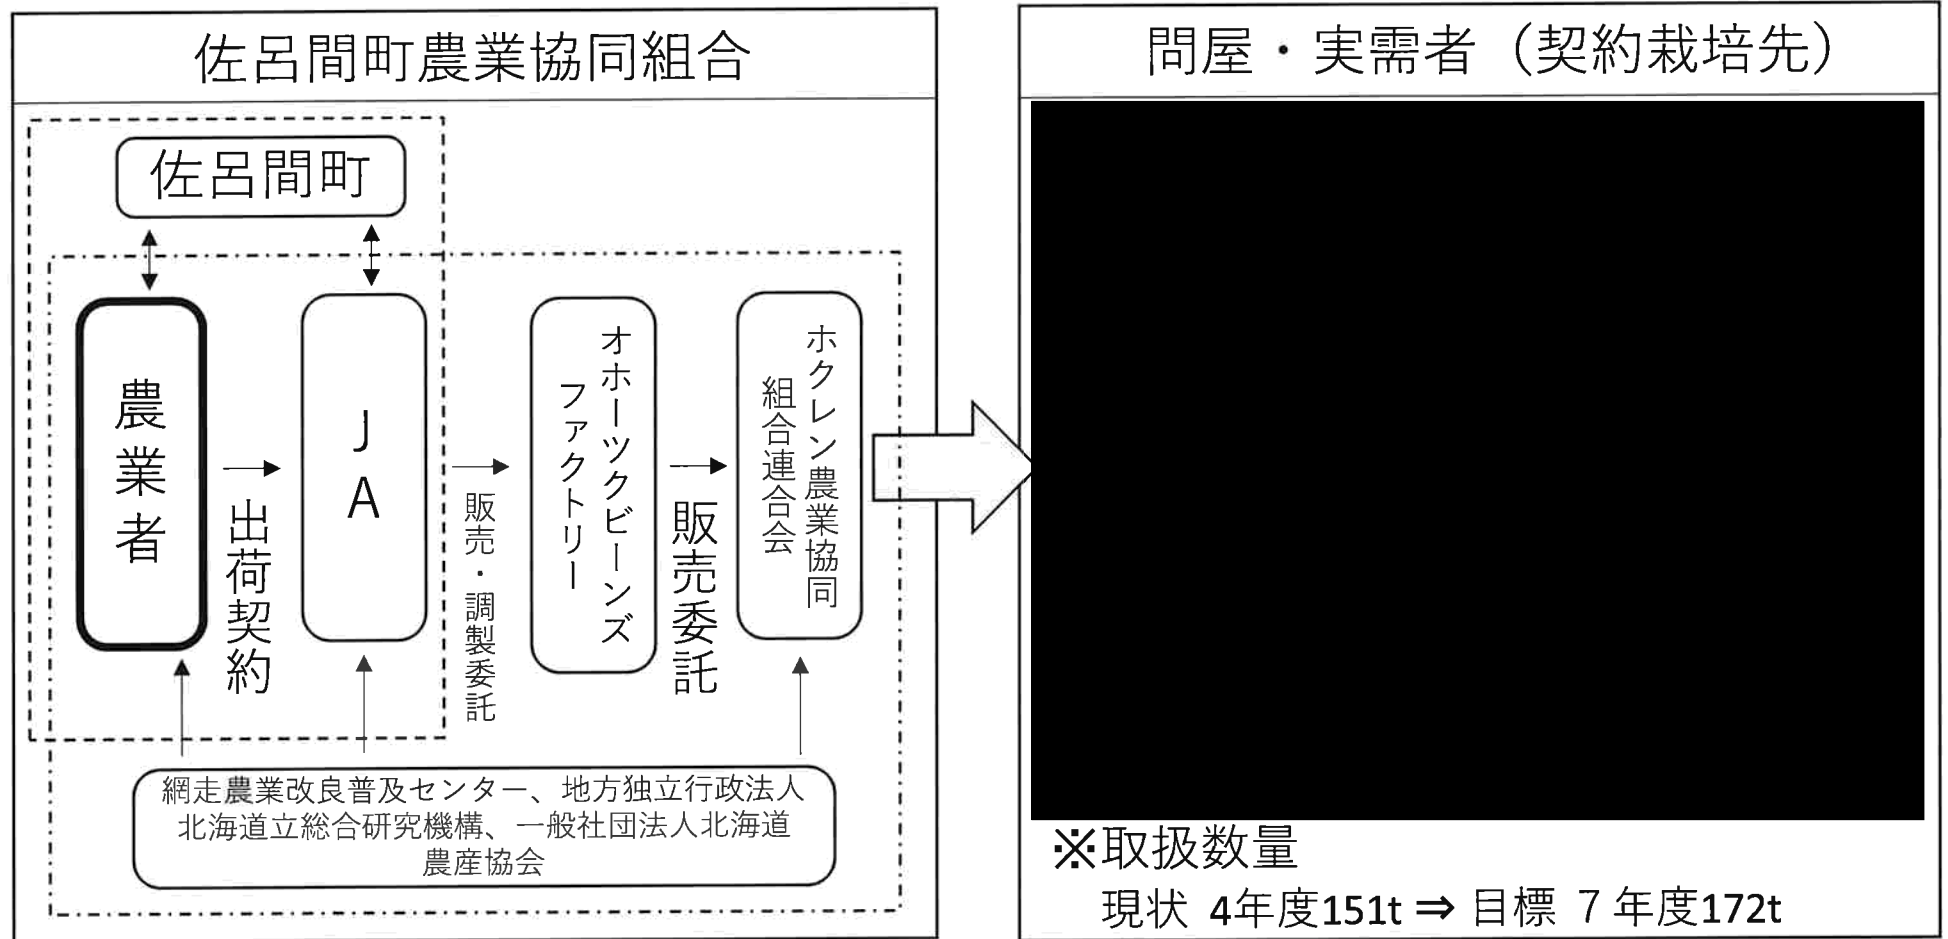 佐呂間町農業協同組合
佐呂間町
農業者
出荷契約
JA
販売・調製委託
オホーツクビーンズ
ファクトリー
販売委託
ホクレン農業協同
組合連合会
網走農業改良普及センター、地方独立行政法人
北海道立総合研究機構、一般社団法人北海道
農産協会
問屋・実需者（契約栽培先）
※取扱数量
現状 4年度151t ⇒ 目標 7年度172t